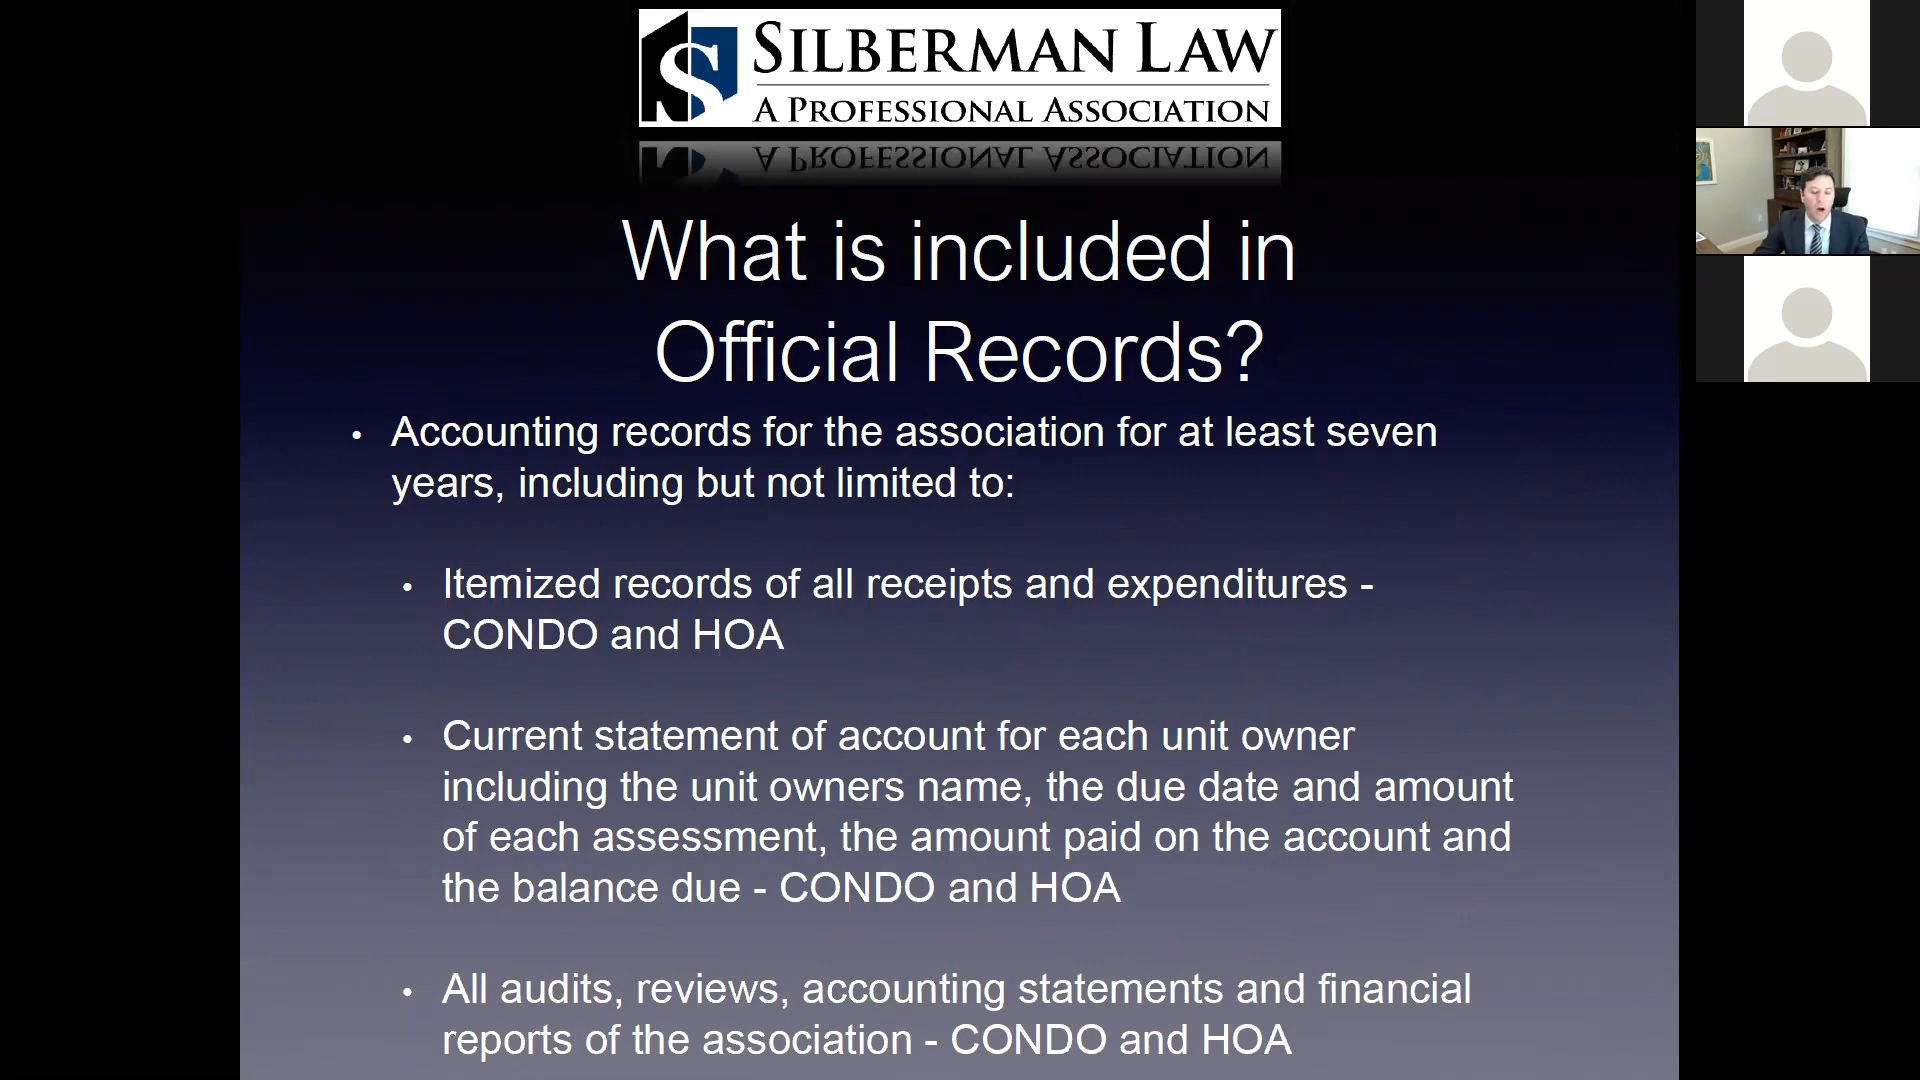 SILBERMAN LAW
A PROFESSIONAL ASSOCIATION
What is included in
Official Records?
• Accounting records for the association for at least seven
years, including but not limited to:
• Itemized records of all receipts and expenditures -
CONDO and HOA
• Current statement of account for each unit owner
including the unit owners name, the due date and amount
of each assessment, the amount paid on the account and
the balance due - CONDO and HOA
• All audits, reviews, accounting statements and financial
reports of the association - CONDO and HOA